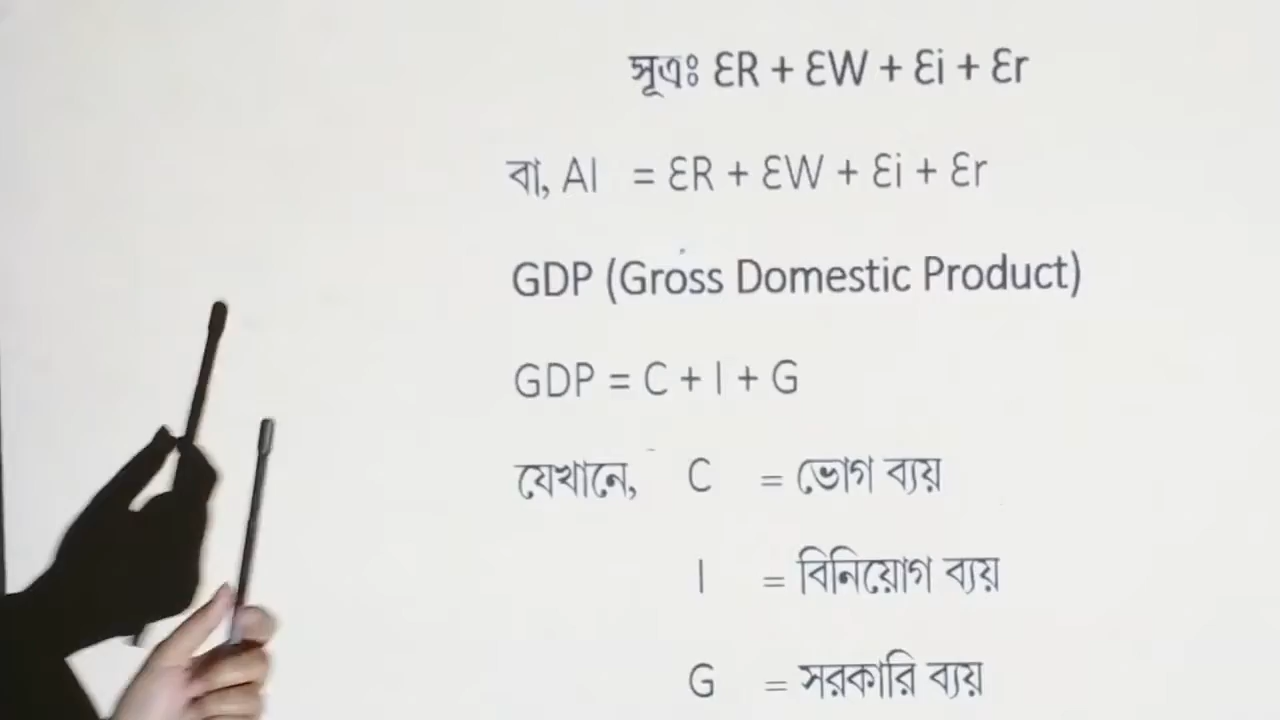 সূত্রঃ ƐR + ƐW + Ɛi + Ɛr
বা, AI = ƐR + ƐW + Ɛi + Ɛr
GDP (Gross Domestic Product)
GDP = C + I + G
যেখানে, C = ভোগ ব্যয়
I = বিনিয়োগ ব্যয়
G = সরকারি ব্যয়